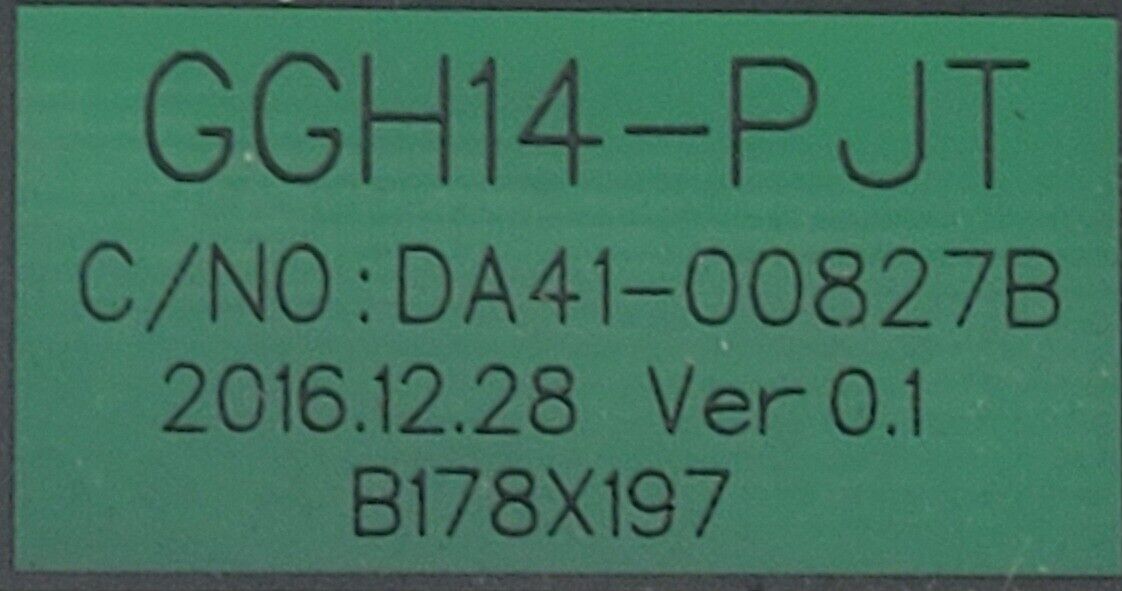 GGH14-PJT
C/NO:DA41-00827B
2016.12.28 Ver 0.1
B178X197